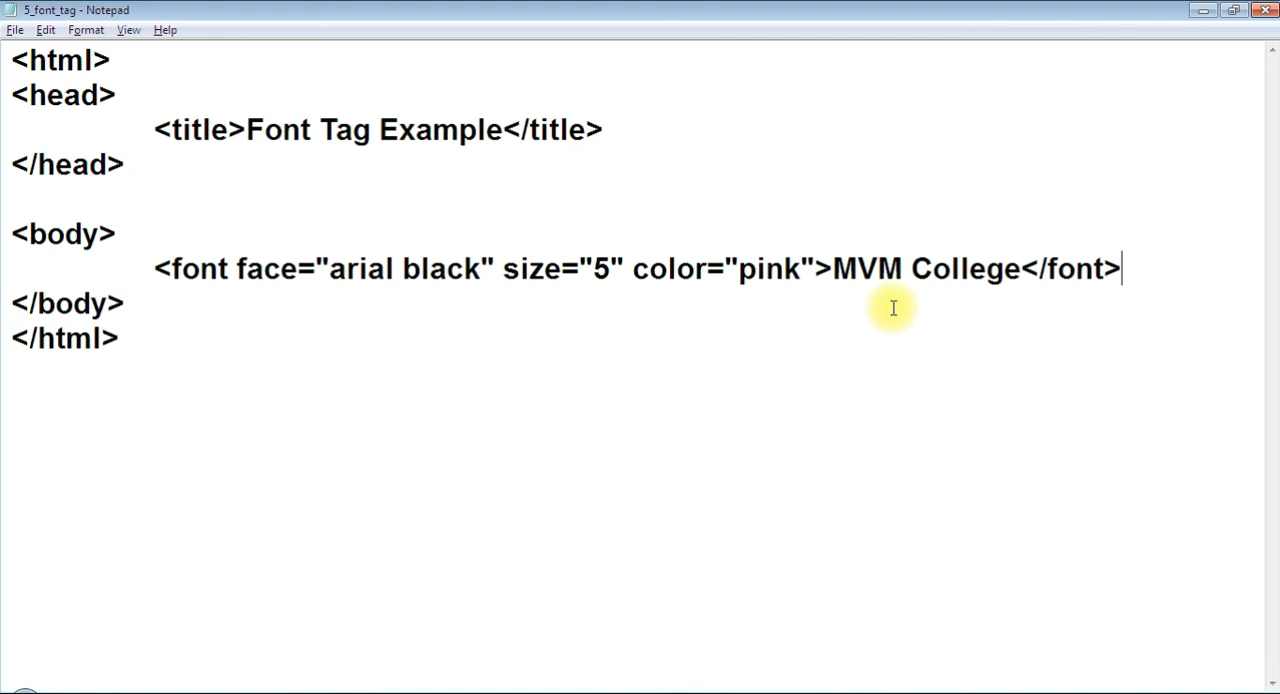 5_font_tag - Notepad
File Edit Format View Help
<html>
<head>
<title>Font Tag Example</title>
</head>
<body>
<font face="arial black" size="5" color="pink">MVM College</font>
</body>
</html>